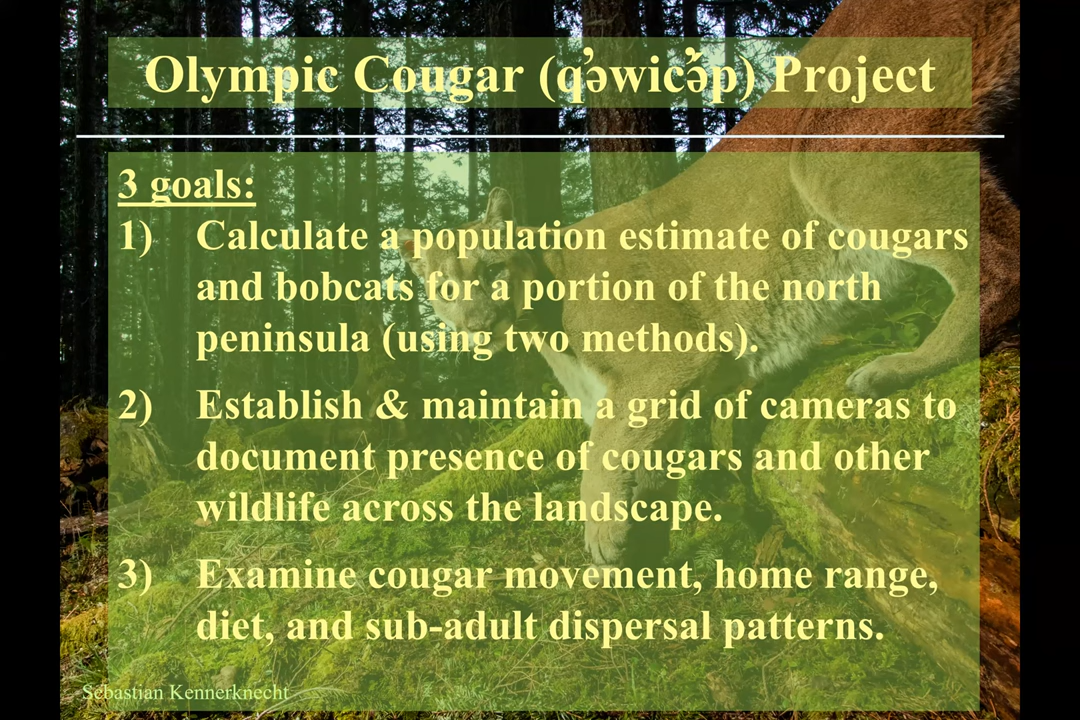 Olympic Cougar (qə̓wicə̓̌p) Project
3 goals:
1) Calculate a population estimate of cougars
and bobcats for a portion of the north
peninsula (using two methods).
2) Establish & maintain a grid of cameras to
document presence of cougars and other
wildlife across the landscape.
3) Examine cougar movement, home range,
diet, and sub-adult dispersal patterns.
Sebastian Kennerknecht